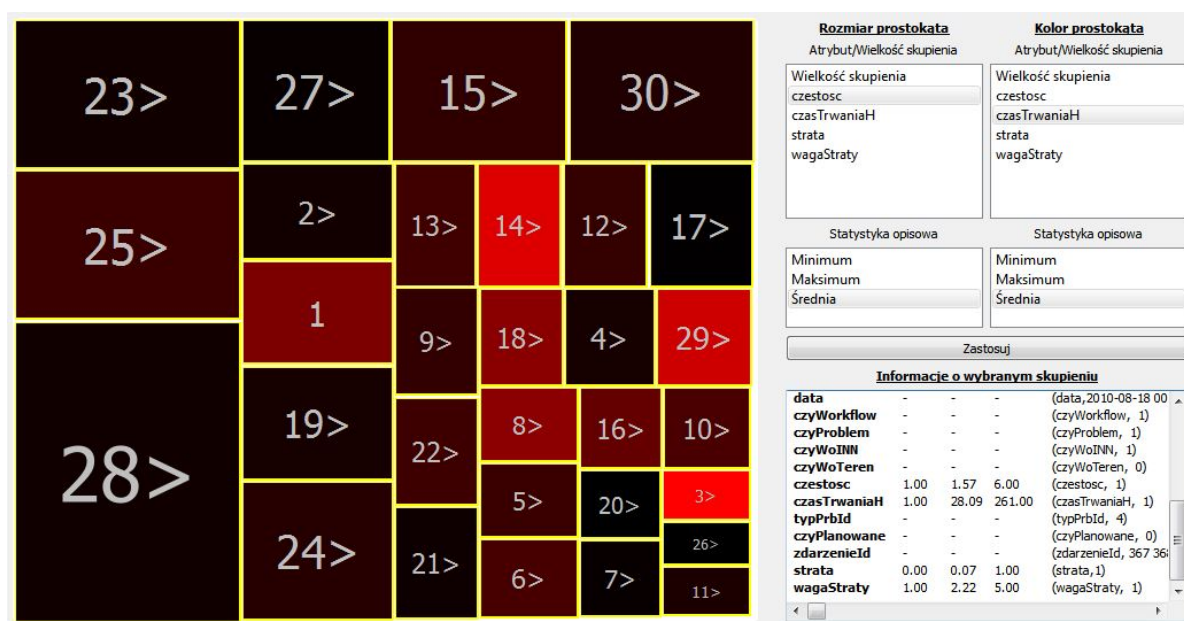 23>
27>
15>
30>
25>
2>
13>
14>
12>
17>
1
9>
18>
4>
29>
28>
19>
22>
8>
16>
10>
5>
20>
3>
24>
21>
6>
7>
26>
11>
Rozmiar prostokąta
Atrybut/Wielkość skupienia
Wielkość skupienia
czestosc
czasTrwaniaH
strata
wagaStraty
Statystyka opisowa
Minimum
Maksimum
Średnia
Kolor prostokąta
Atrybut/Wielkość skupienia
Wielkość skupienia
czestosc
czasTrwaniaH
strata
wagaStraty
Statystyka opisowa
Minimum
Maksimum
Średnia
Zastosuj
Informacje o wybranym skupieniu
data - - - (data,2010-08-18 00
czyWorkflow - - - (czyWorkflow, 1)
czyProblem - - - (czyProblem, 1)
czyWoINN - - - (czyWoINN, 1)
czyWoTeren - - - (czyWoTeren, 0)
czestosc 1.00 1.57 6.00 (czestosc, 1)
czasTrwaniaH 1.00 28.09 261.00 (czasTrwaniaH, 1)
typPrbId - - - (typPrbId, 4)
czyPlanowane - - - (czyPlanowane, 0)
zdarzenieId - - - (zdarzenieId, 367
strata 0.00 0.07 1.00 (strata,1)
wagaStraty 1.00 2.22 5.00 (wagaStraty, 1)